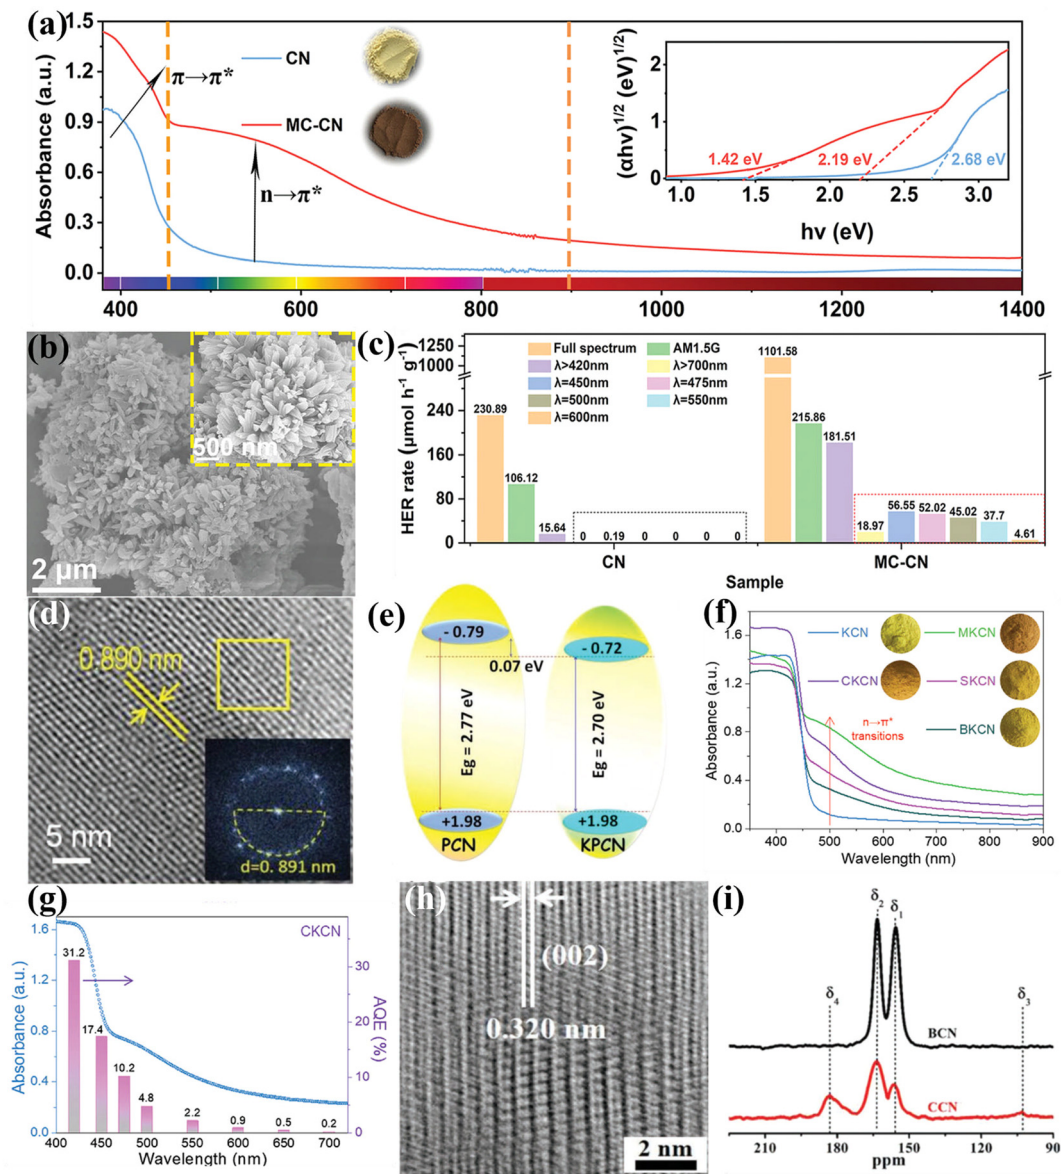 (a)
CN
MC-CN
π→π*
n→π*
Absorbance (a.u.)
1.5
1.2
0.9
0.6
0.3
0.0
400 600 800 1000 1200 1400
(αhν)1/2 (eV)1/2)
2
1
0
1.42 eV 2.19 eV 2.68 eV
1.0 1.5 2.0 2.5 3.0
hν (eV)
(b)
500 nm
2 μm
(c)
HER rate (μmol h-1 g-1)
1250
1000
240
160
80
0
Full spectrum AM1.5G
λ>420nm λ>700nm
λ=450nm λ=475nm
λ=500nm λ=550nm
λ=600nm
230.89
106.12
15.64
0 0.19 0 0 0 0
1101.58
215.86
181.51
18.97
56.55
52.02
45.02
37.7
4.61
CN MC-CN
Sample
(d)
0.890 nm
5 nm
d=0. 891 nm
(e)
- 0.79
- 0.72
0.07 eV
Eg = 2.77 eV
Eg = 2.70 eV
+1.98
+1.98
PCN
KPCN
(f)
KCN MKCN
CKCN SKCN
BKCN
n→π*
transitions
Absorbance (a.u.)
1.6
1.2
0.8
0.4
0.0
400 500 600 700 800 900
Wavelength (nm)
(g)
CKCN
Absorbance (a.u.)
1.6
1.2
0.8
0.4
0.0
31.2
17.4
10.2
4.8
2.2
0.9
0.5
0.2
30
20
10
0
AQE (%)
400 450 500 550 600 650 700
Wavelength (nm)
(h)
(002)
0.320 nm
2 nm
(i)
δ2
δ1
δ4
δ3
BCN
CCN
210 180 150 120 90
ppm